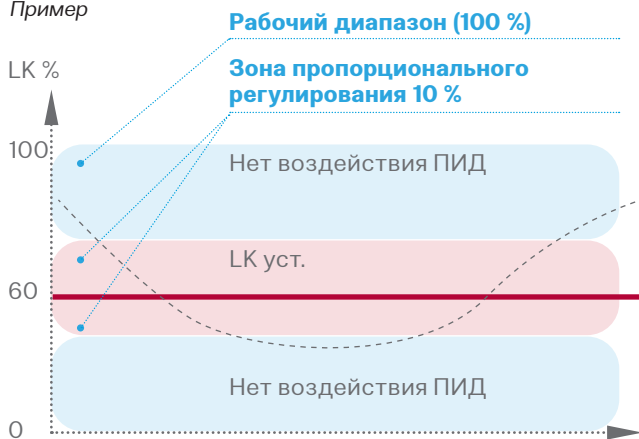 Пример
Рабочий диапазон (100 %)
Зона пропорционального
регулирования 10 %
LK %
100
Нет воздействия ПИД
LK уст.
60
Нет воздействия ПИД
0